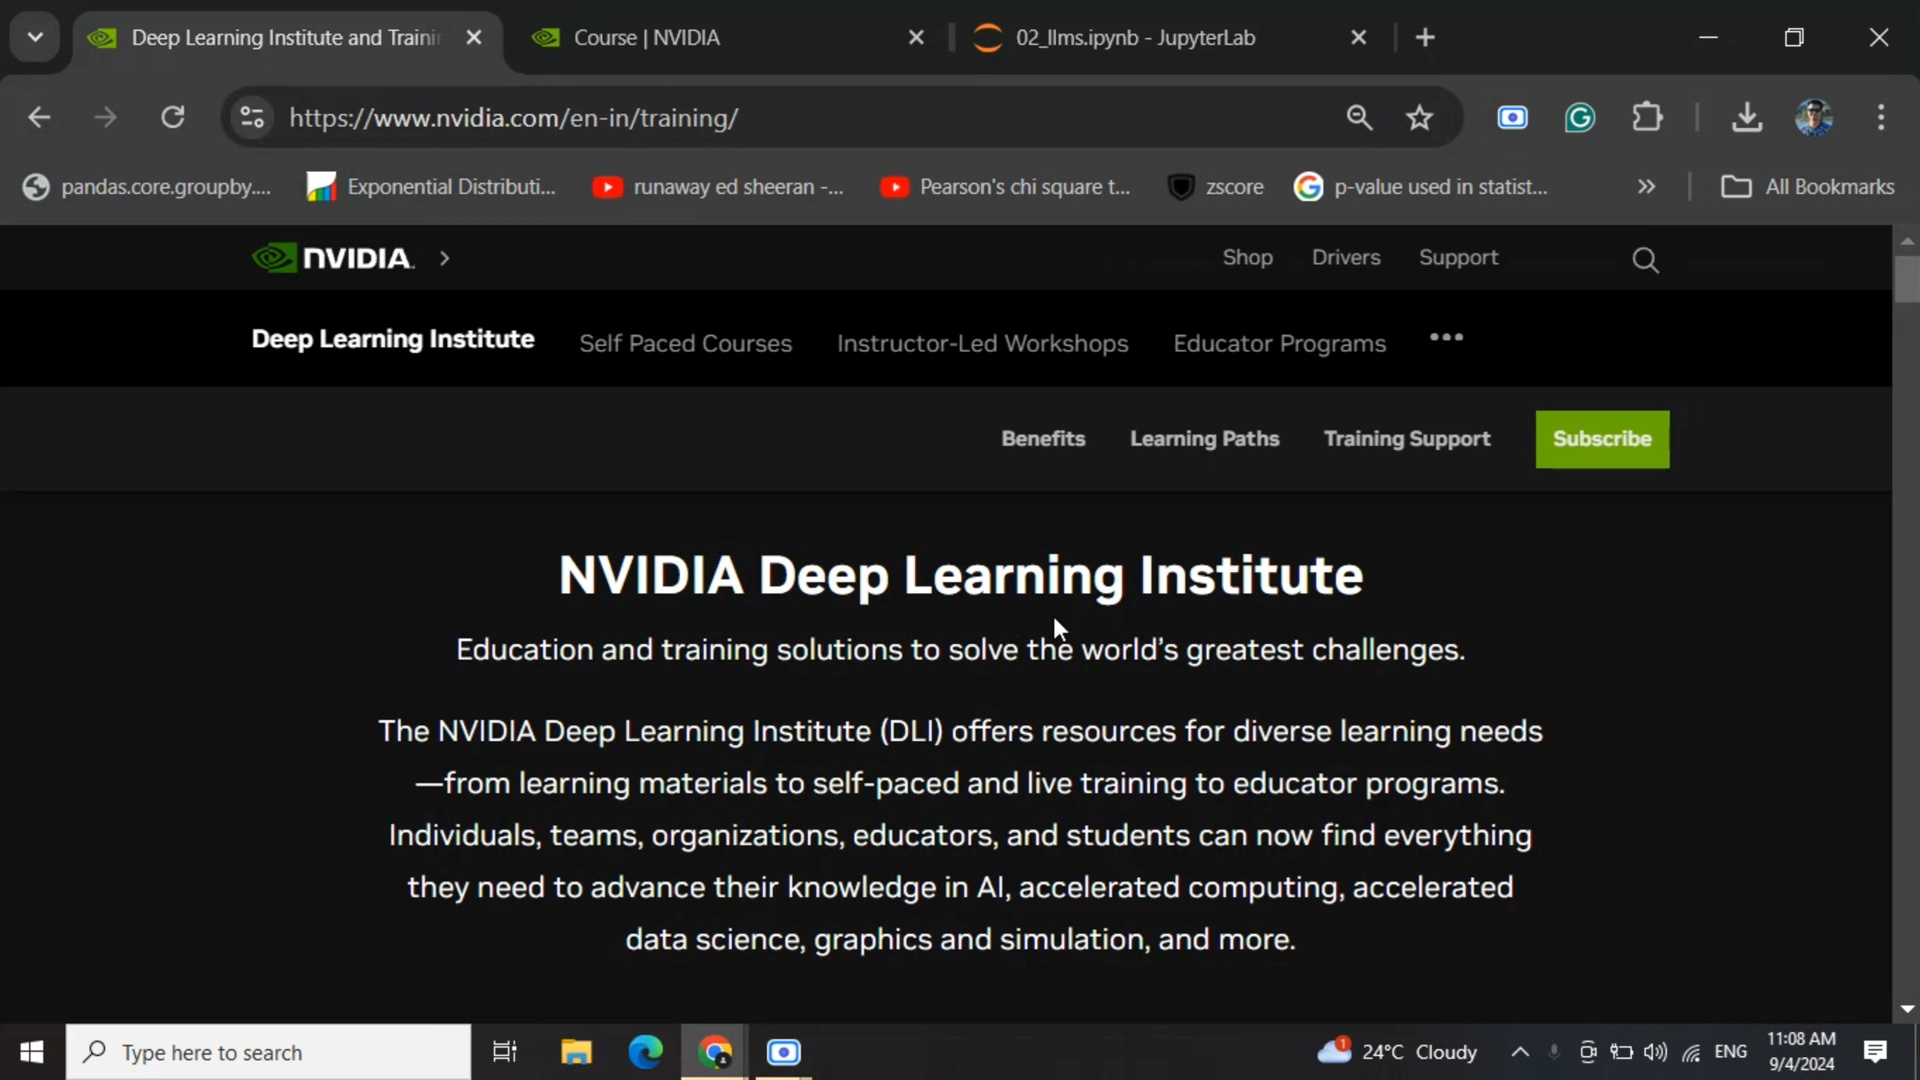 Deep Learning Institute and Traini
Course | NVIDIA
02_llms.ipynb - JupyterLab
https://www.nvidia.com/en-in/training/
pandas.core.groupby....
Exponential Distributi...
runaway ed sheeran -...
Pearson's chi square t...
zscore
p-value used in statist...
All Bookmarks
NVIDIA
Shop
Drivers
Support
Deep Learning Institute
Self Paced Courses
Instructor-Led Workshops
Educator Programs
Benefits
Learning Paths
Training Support
Subscribe
NVIDIA Deep Learning Institute
Education and training solutions to solve the world's greatest challenges.
The NVIDIA Deep Learning Institute (DLI) offers resources for diverse learning needs
—from learning materials to self-paced and live training to educator programs.
Individuals, teams, organizations, educators, and students can now find everything
they need to advance their knowledge in AI, accelerated computing, accelerated
data science, graphics and simulation, and more.
Type here to search
1
24°C Cloudy
ENG
11:08 AM
9/4/2024